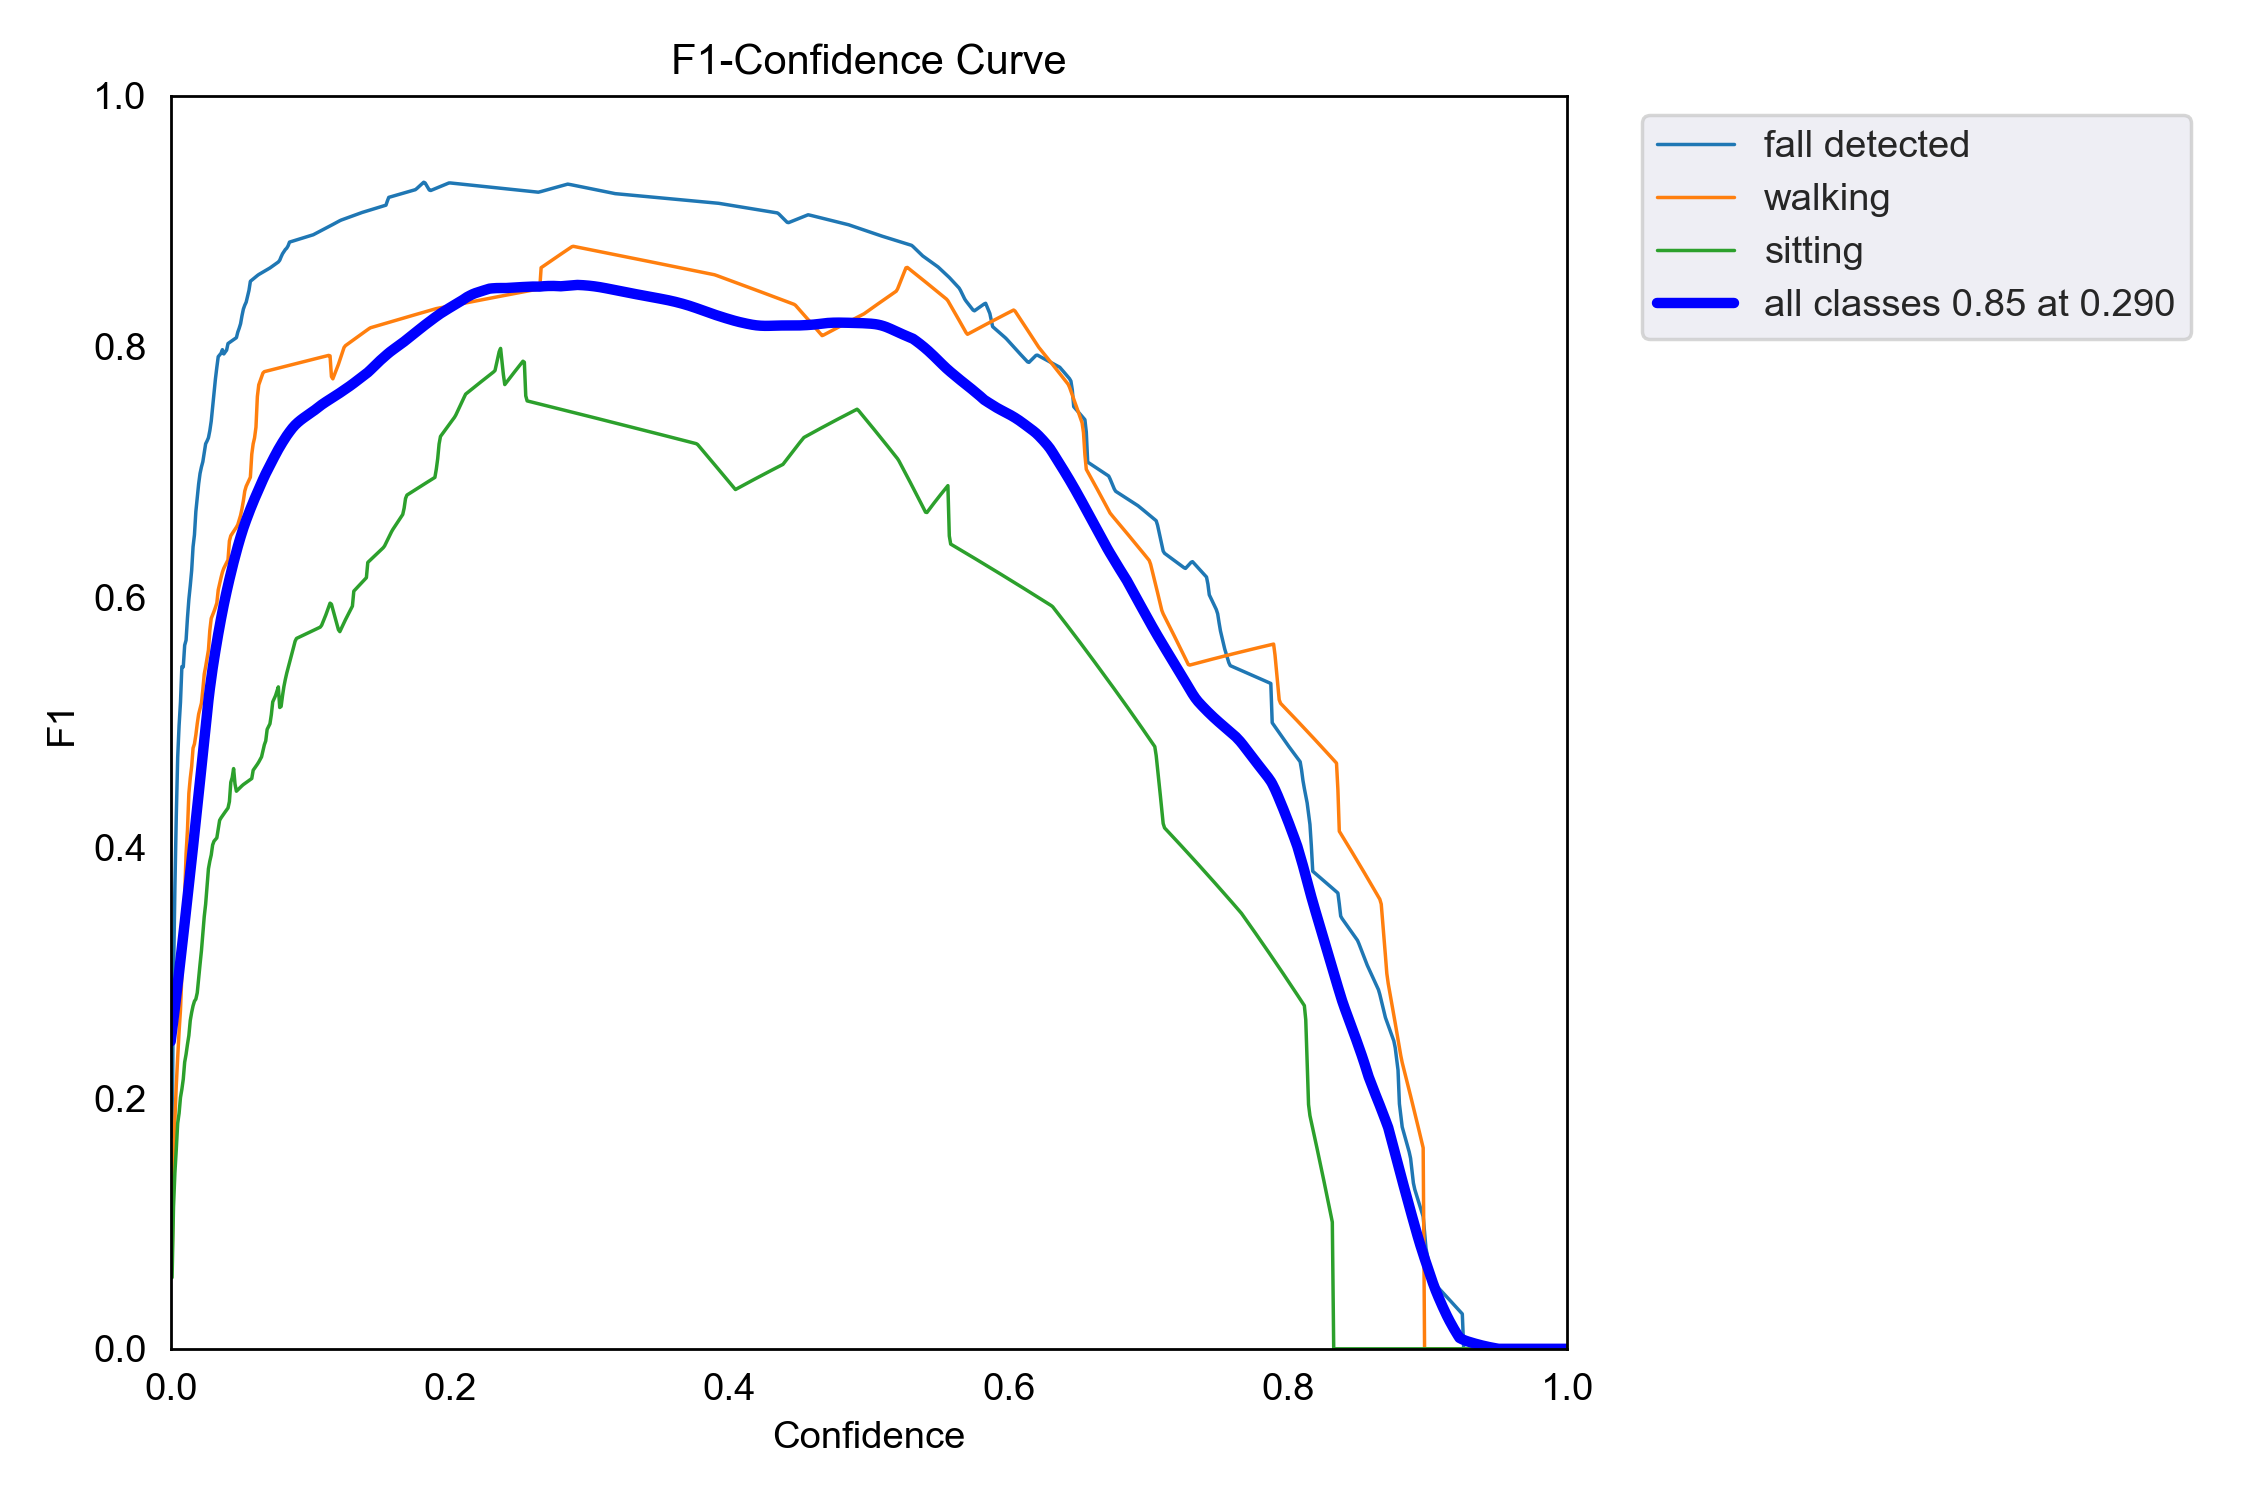 F1-Confidence Curve
1.0
0.8
0.6
0.4
0.2
0.0
F1
0.0 0.2 0.4 0.6 0.8 1.0
Confidence
fall detected
walking
sitting
all classes 0.85 at 0.290